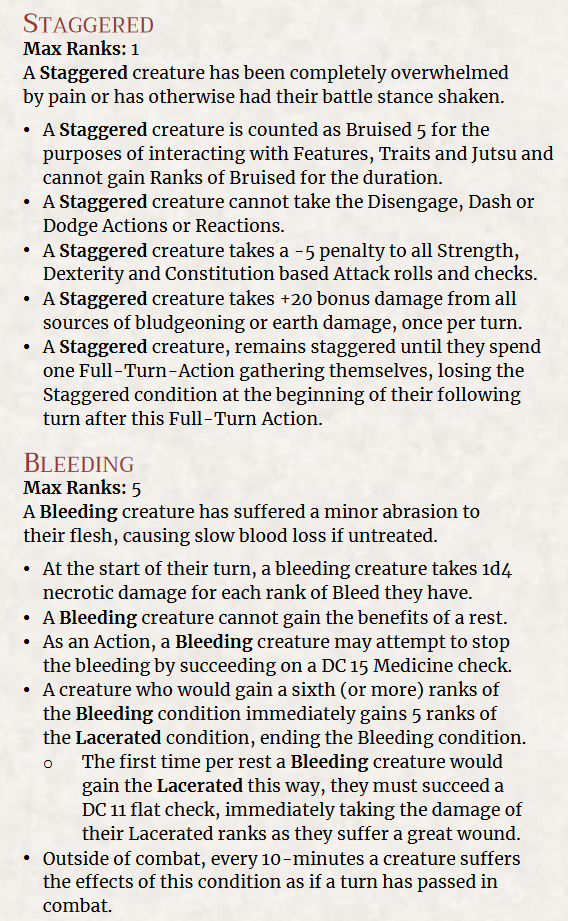 STAGGERED
Max Ranks: 1
A Staggered creature has been completely overwhelmed
by pain or has otherwise had their battle stance shaken.
• A Staggered creature is counted as Bruised 5 for the
purposes of interacting with Features, Traits and Jutsu and
cannot gain Ranks of Bruised for the duration.
• A Staggered creature cannot take the Disengage, Dash or
Dodge Actions or Reactions.
• A Staggered creature takes a -5 penalty to all Strength,
Dexterity and Constitution based Attack rolls and checks.
• A Staggered creature takes +20 bonus damage from all
sources of bludgeoning or earth damage, once per turn.
• A Staggered creature, remains staggered until they spend
one Full-Turn-Action gathering themselves, losing the
Staggered condition at the beginning of their following
turn after this Full-Turn Action.
BLEEDING
Max Ranks: 5
A Bleeding creature has suffered a minor abrasion to
their flesh, causing slow blood loss if untreated.
• At the start of their turn, a bleeding creature takes 1d4
necrotic damage for each rank of Bleed they have.
• A Bleeding creature cannot gain the benefits of a rest.
• As an Action, a Bleeding creature may attempt to stop
the bleeding by succeeding on a DC 15 Medicine check.
• A creature who would gain a sixth (or more) ranks of
the Bleeding condition immediately gains 5 ranks of
the Lacerated condition, ending the Bleeding condition.
o The first time per rest a Bleeding creature would
gain the Lacerated this way, they must succeed a
DC 11 flat check, immediately taking the damage of
their Lacerated ranks as they suffer a great wound.
• Outside of combat, every 10-minutes a creature suffers
the effects of this condition as if a turn has passed in
combat.